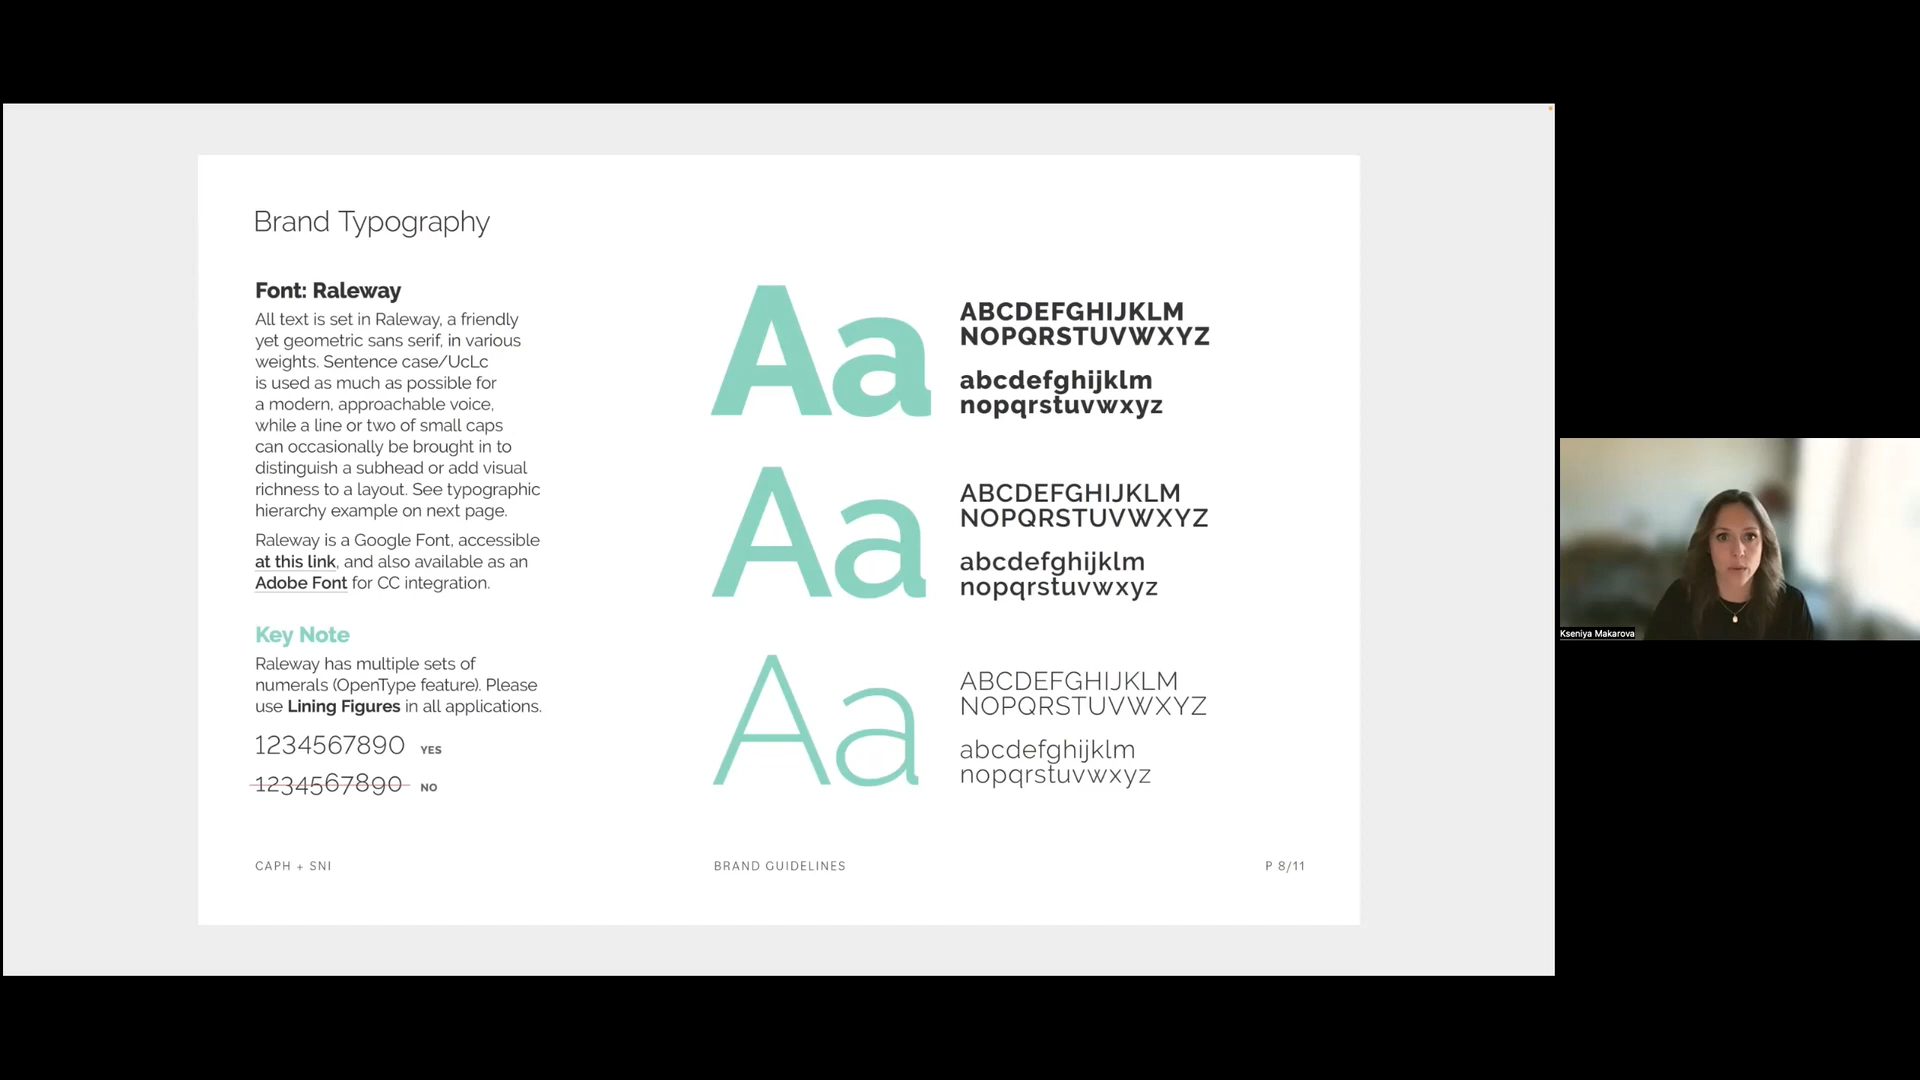 Brand Typography
Font: Raleway
All text is set in Raleway, a friendly
yet geometric sans serif, in various
weights. Sentence case/UcLc
is used as much as possible for
a modern, approachable voice,
while a line or two of small caps
can occasionally be brought in to
distinguish a subhead or add visual
richness to a layout. See typographic
hierarchy example on next page.
Raleway is a Google Font, accessible
at this link, and also available as an
Adobe Font for CC integration.
Key Note
Raleway has multiple sets of
numerals (OpenType feature). Please
use Lining Figures in all applications.
1234567890 YES
1234567890 NO
Aa
ABCDEFGHIJKLM
NOPQRSTUVWXYZ
abcdefghijklm
nopqrstuvwxyz
Aa
ABCDEFGHIJKLM
NOPQRSTUVWXYZ
abcdefghijklm
nopqrstuvwxyz
Aa
ABCDEFGHIJKLM
NOPQRSTUVWXYZ
abcdefghijklm
nopqrstuvwxyz
CAPH + SNI
BRAND GUIDELINES
P 8/11
Kseniya Makarova